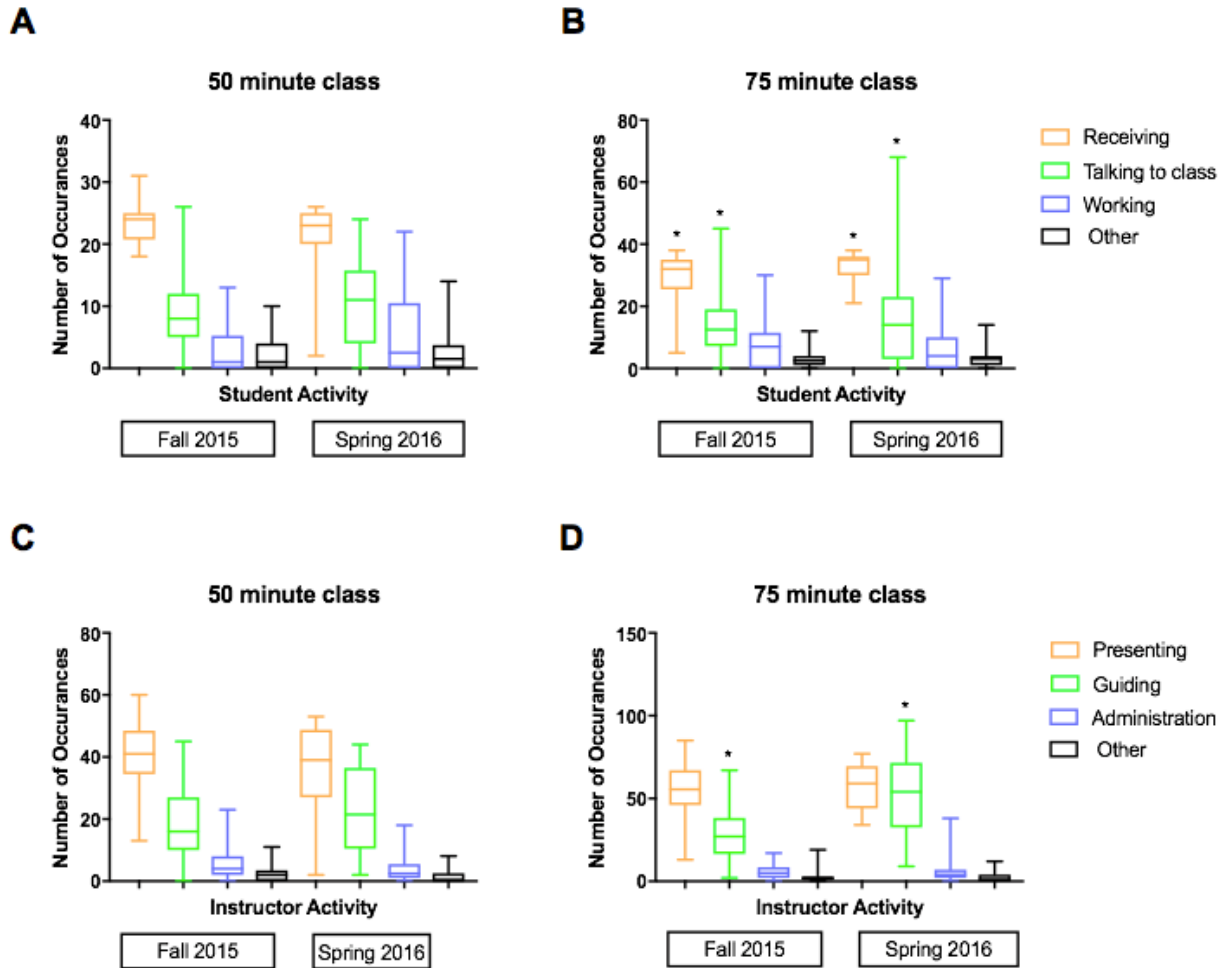 A
50 minute class
Number of Occurances
40
30
20
10
0
Student Activity
Fall 2015
Spring 2016
B
75 minute class
Number of Occurances
80
60
40
20
0
*
*
*
*
Student Activity
Fall 2015
Spring 2016
Receiving
Talking to class
Working
Other
C
50 minute class
Number of Occurances
80
60
40
20
0
Instructor Activity
Fall 2015
Spring 2016
D
75 minute class
Number of Occurances
150
100
50
0
*
*
Instructor Activity
Fall 2015
Spring 2016
Presenting
Guiding
Administration
Other